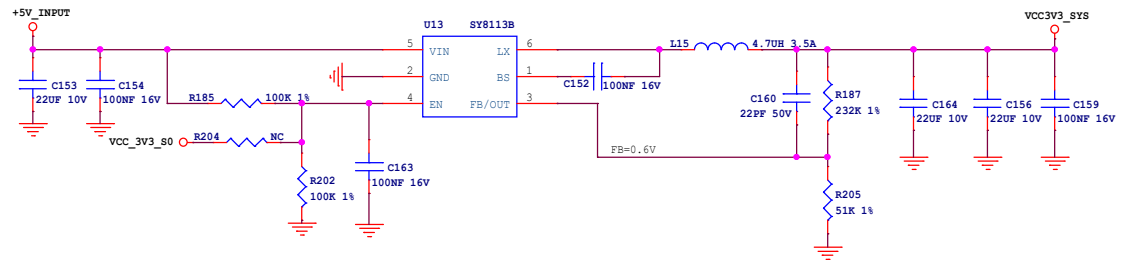 +5V_INPUT
U13 SY8113B
VCC3V3_SYS
5 VIN LX 6
L15 4.7UH 3.5A
2 GND BS 1
C153
22UF 10V
C154
100NF 16V
C152 100NF 16V
R185 100K 1%
4 EN FB/OUT 3
C160
22PF 50V
R187
232K 1%
C164
22UF 10V
C156
22UF 10V
C159
100NF 16V
VCC_3V3_S0 R204 NC
FB=0.6V
C163
100NF 16V
R202
100K 1%
R205
51K 1%